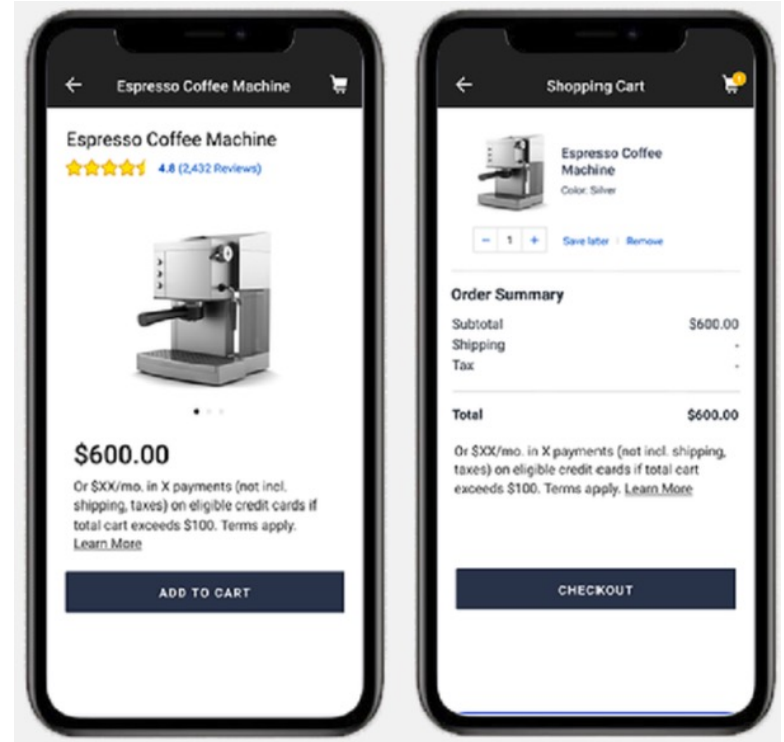 Espresso Coffee Machine
Espresso Coffee Machine
4.8 (2,432 Reviews)
$600.00
Or $XX/mo. in X payments (not incl.
shipping, taxes) on eligible credit cards if
total cart exceeds $100. Terms apply.
Learn More
ADD TO CART
Shopping Cart
1
Espresso Coffee
Machine
Color: Silver
− 1 + Save later | Remove
Order Summary
Subtotal $600.00
Shipping -
Tax -
Total $600.00
Or $XX/mo. in X payments (not incl. shipping,
taxes) on eligible credit cards if total cart
exceeds $100. Terms apply. Learn More
CHECKOUT